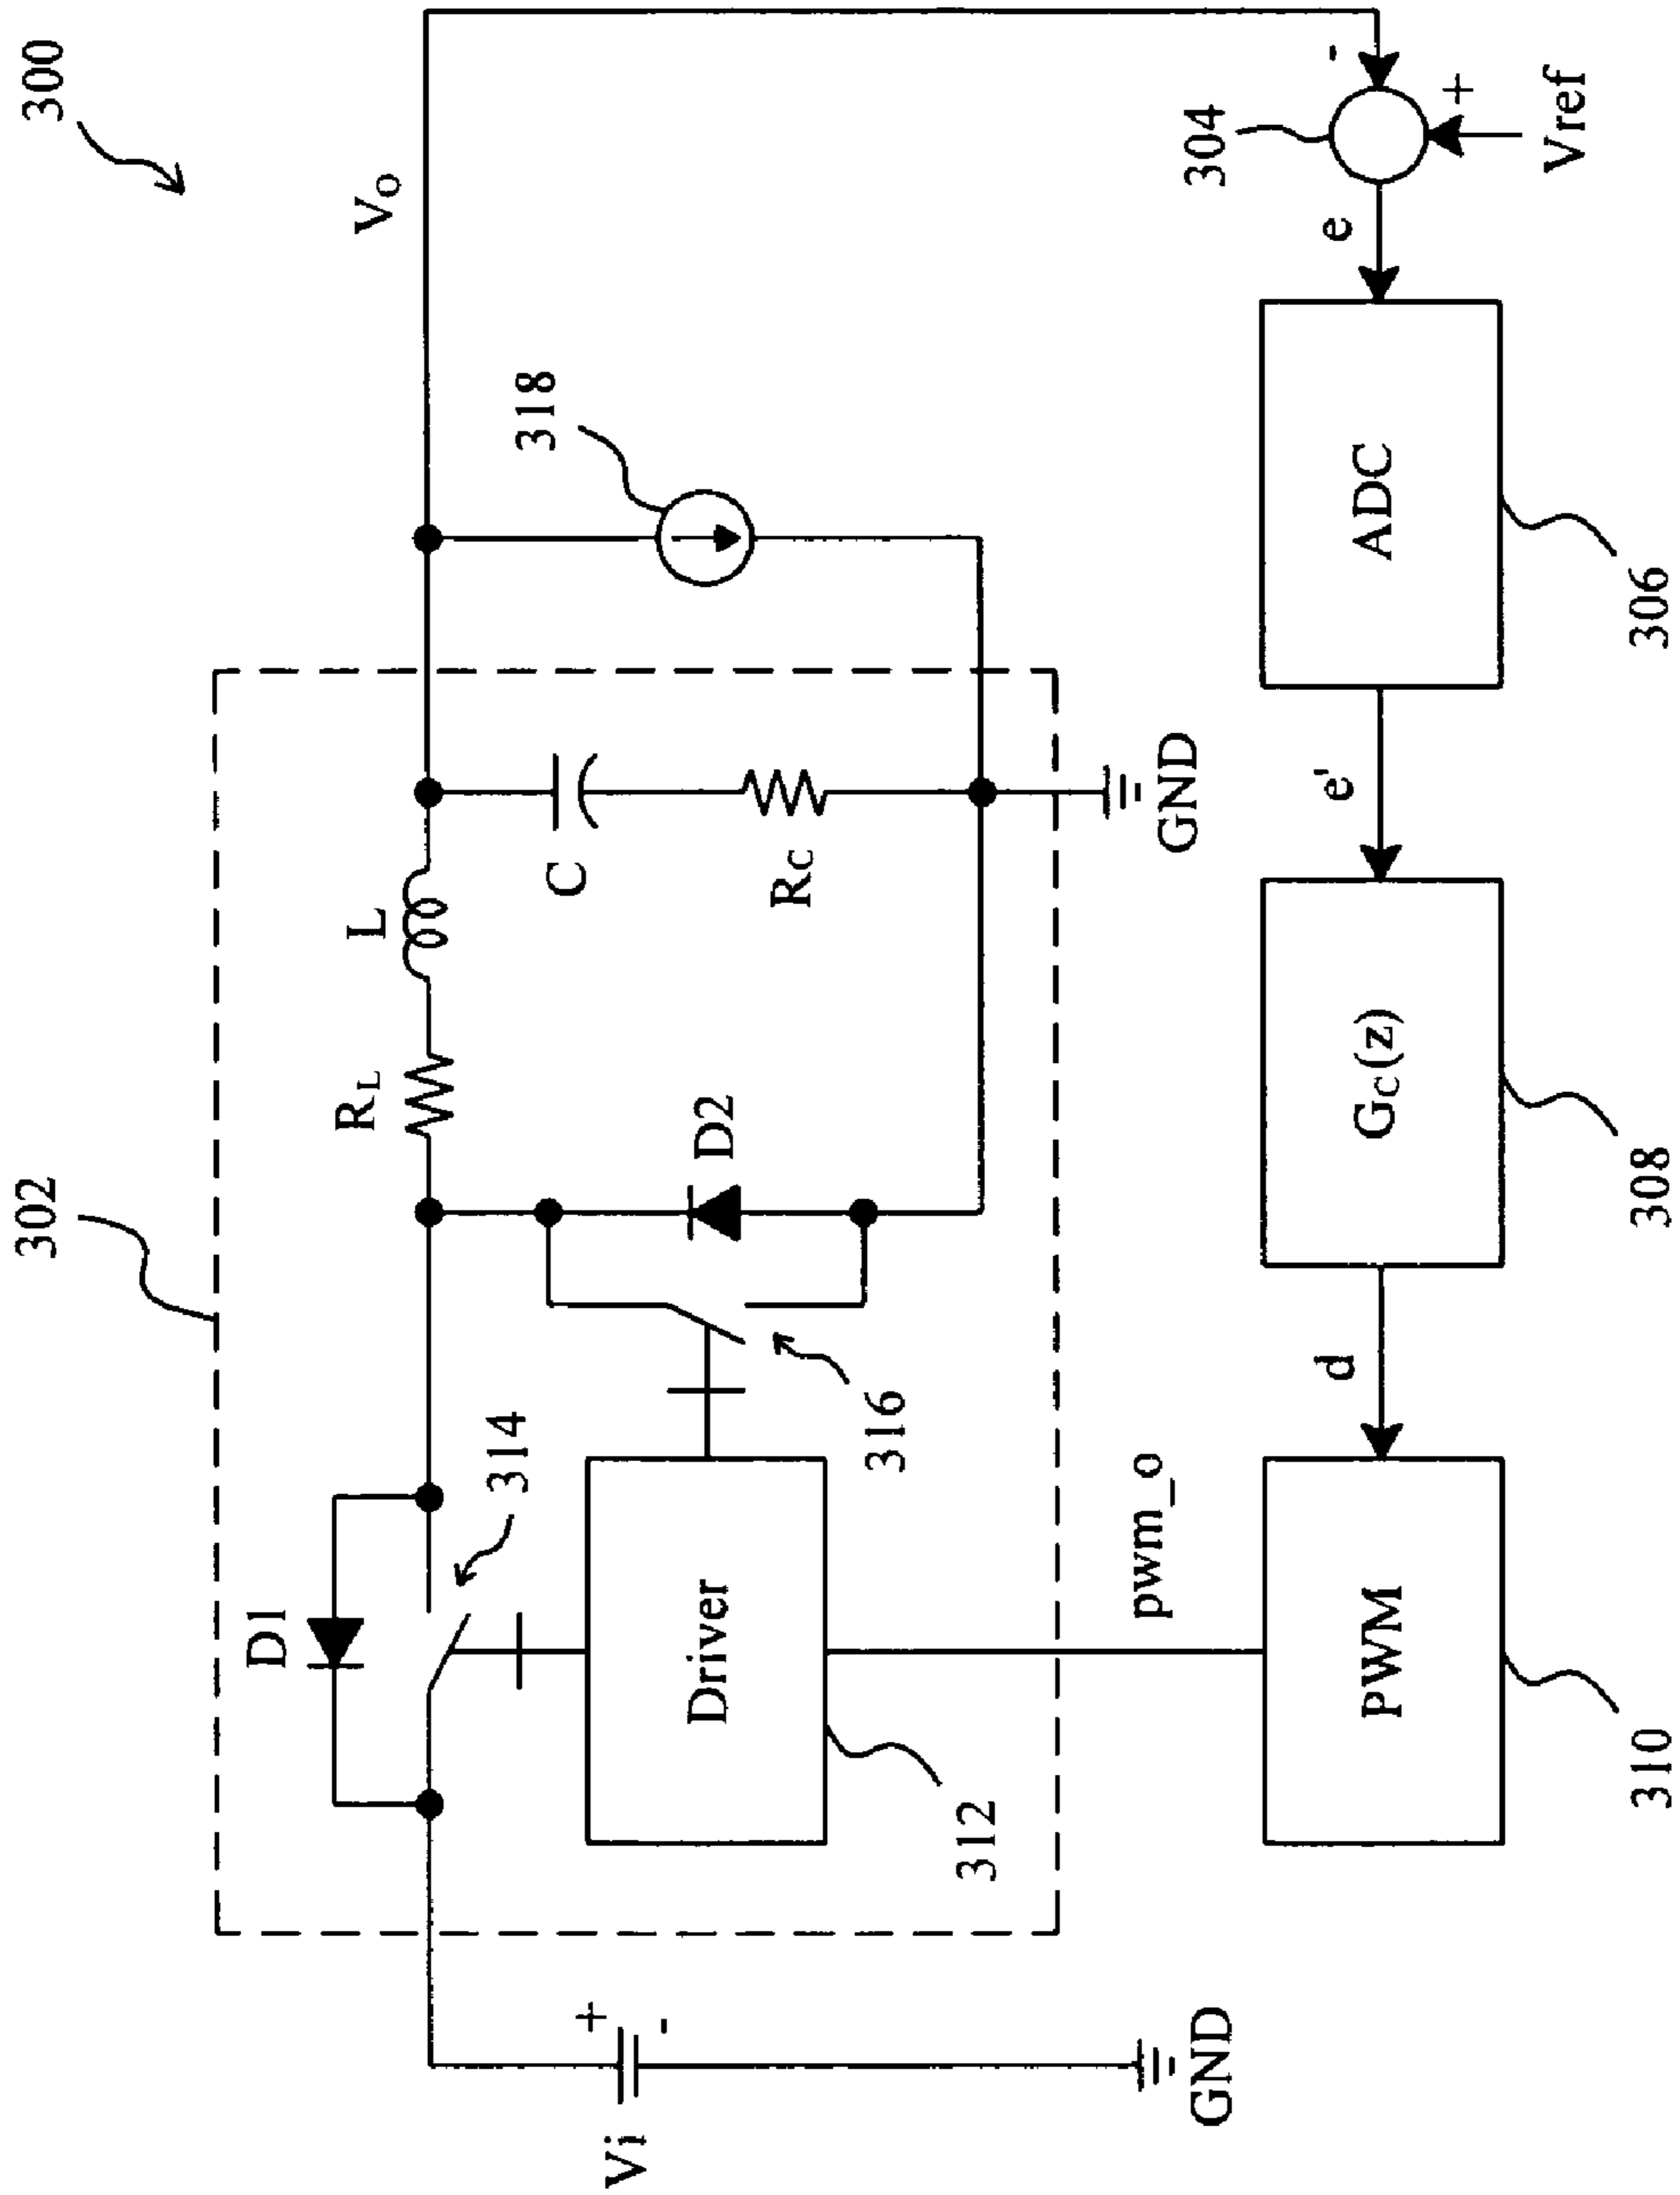 300
302
Vo
D1
314
RL
L
318
C
RC
D2
316
Driver
312
Vi
+
-
GND
GND
pwm_o
-
304
+
Vref
e
ADC
306
e'
Gc(z)
308
d
PWM
310